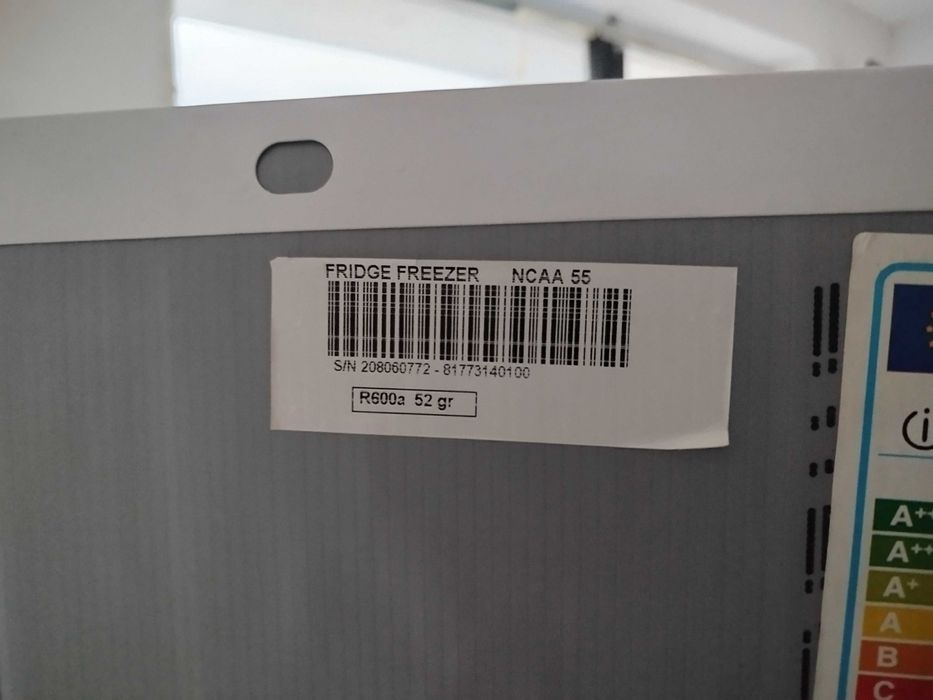 FRIDGE FREEZER NCAA 55
S/N 208060772 - 81773140100
R600a 52 gr
i
A++
A++
A+
A
B
C